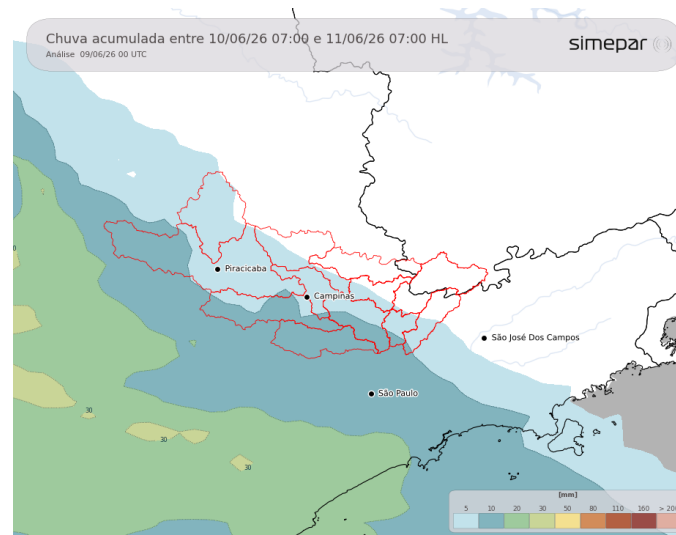 Chuva acumulada entre 10/06/26 07:00 e 11/06/26 07:00 HL
simepar
Análise 09/06/26 00 UTC
Piracicaba
Campinas
São José Dos Campos
São Paulo
30
30
30
[mm]
5 10 20 30 50 80 110 160 > 200